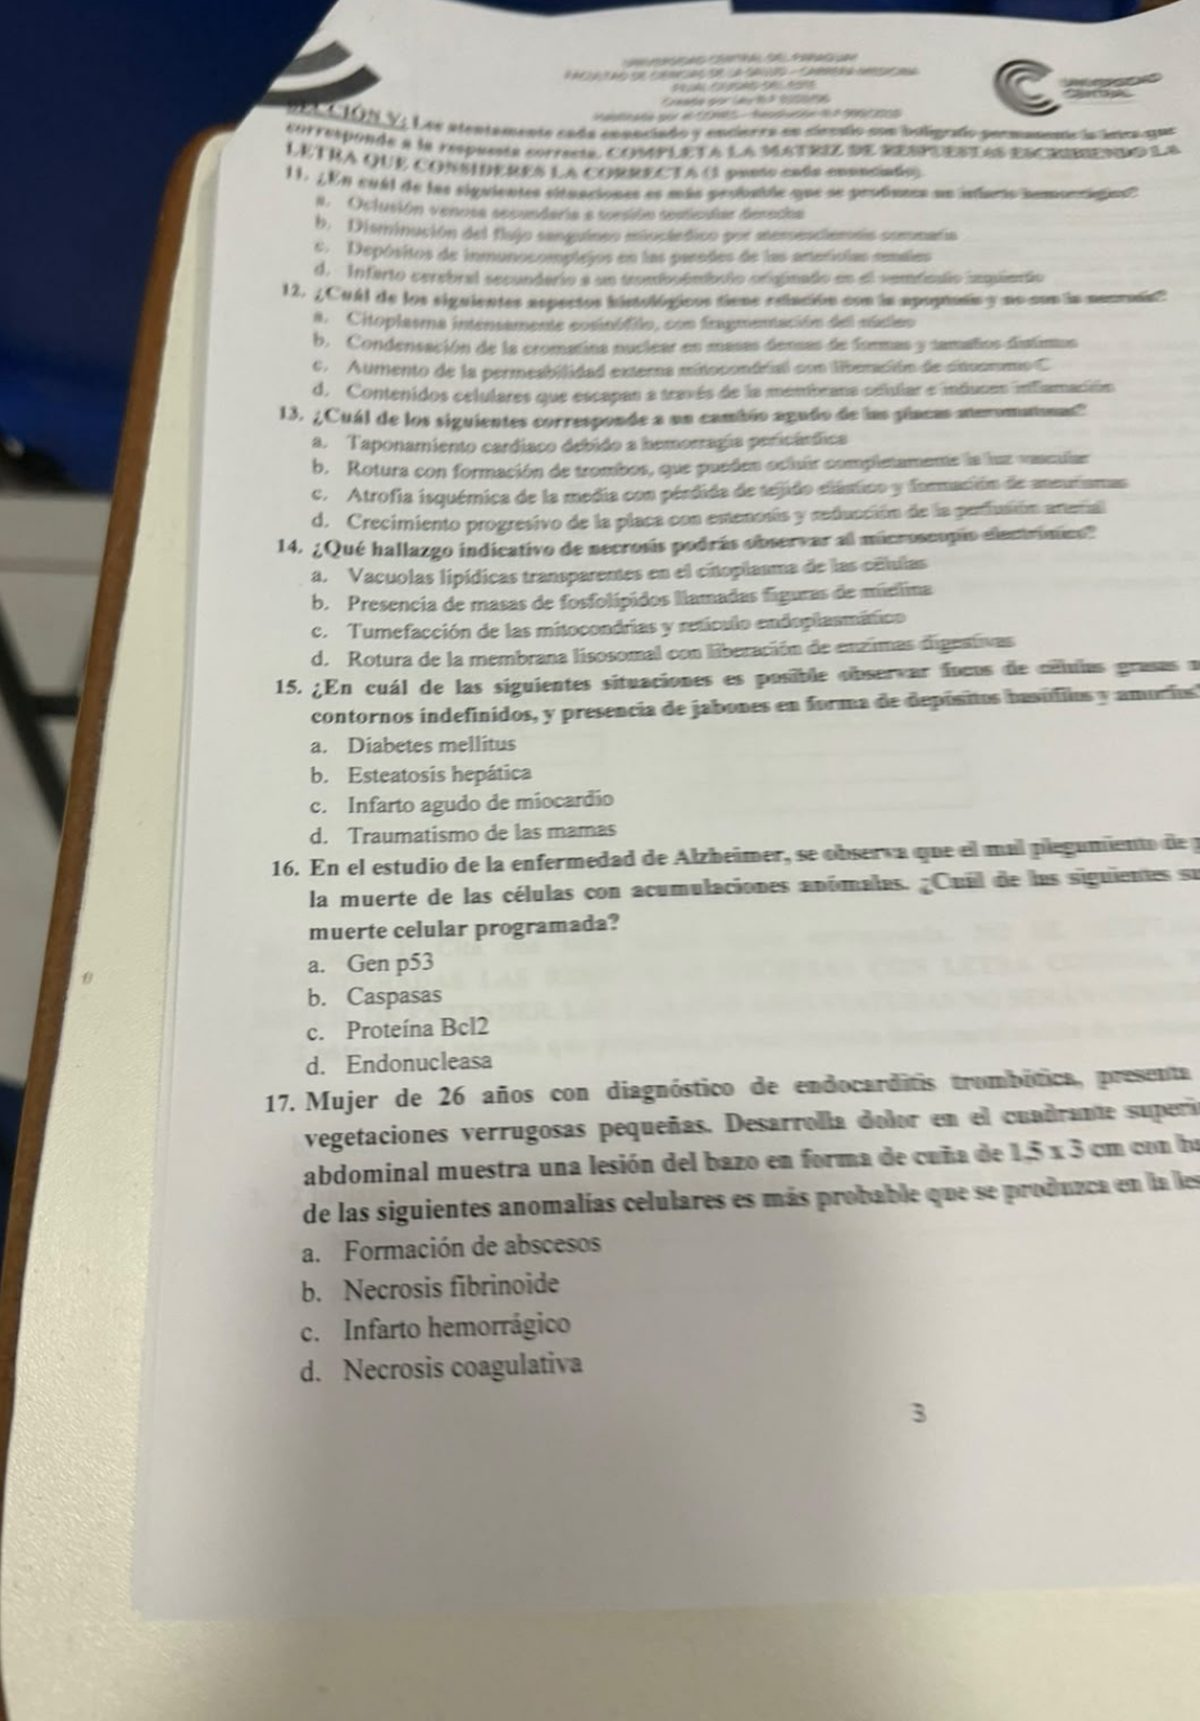 UNIVERSIDAD CENTRAL DEL PARAGUAY
FACULTAD DE CIENCIAS DE LA SALUD – CARRERA MEDICINA
FILIAL CIUDAD DEL ESTE
UNIVERSIDAD
CENTRAL
SECCIÓN V: Lee atentamente cada enunciado y encierra en círculo con bolígrafo permanente la letra que
corresponde a la respuesta correcta. COMPLETA LA MATRIZ DE RESPUESTAS ESCRIBIENDO LA
LETRA QUE CONSIDERES LA CORRECTA (1 punto cada enunciado).
11. ¿En cuál de las siguientes situaciones es más probable que se produzca un infarto hemorrágico?
a. Oclusión venosa secundaria a torsión testicular derecha
b. Disminución del flujo sanguíneo miocárdico por aterosclerosis coronaria
c. Depósitos de inmunocomplejos en las paredes de las arteriolas renales
d. Infarto cerebral secundario a un tromboémbolo originado en el ventrículo izquierdo
12. ¿Cuál de los siguientes aspectos histológicos tiene relación con la apoptosis y no con la necrosis?
a. Citoplasma intensamente eosinófilo, con fragmentación del núcleo
b. Condensación de la cromatina nuclear en masas densas de formas y tamaños distintos
c. Aumento de la permeabilidad externa mitocondrial con liberación de citocromo C
d. Contenidos celulares que escapan a través de la membrana celular e inducen inflamación
13. ¿Cuál de los siguientes corresponde a un cambio agudo de las placas ateromatosas?
a. Taponamiento cardiaco debido a hemorragia pericárdica
b. Rotura con formación de trombos, que pueden ocluir completamente la luz vascular
c. Atrofia isquémica de la media con pérdida de tejido elástico y formación de aneurismas
d. Crecimiento progresivo de la placa con estenosis y reducción de la perfusión arterial
14. ¿Qué hallazgo indicativo de necrosis podrás observar al microscopio electrónico?
a. Vacuolas lipídicas transparentes en el citoplasma de las células
b. Presencia de masas de fosfolípidos llamadas figuras de mielina
c. Tumefacción de las mitocondrias y retículo endoplasmático
d. Rotura de la membrana lisosomal con liberación de enzimas digestivas
15. ¿En cuál de las siguientes situaciones es posible observar focos de células grasas
contornos indefinidos, y presencia de jabones en forma de depósitos basófilos y amorfos?
a. Diabetes mellitus
b. Esteatosis hepática
c. Infarto agudo de miocardio
d. Traumatismo de las mamas
16. En el estudio de la enfermedad de Alzheimer, se observa que el mal plegamiento de
la muerte de las células con acumulaciones anómalas. ¿Cuál de las siguientes
muerte celular programada?
a. Gen p53
b. Caspasas
c. Proteína Bcl2
d. Endonucleasa
17. Mujer de 26 años con diagnóstico de endocarditis trombótica, presenta
vegetaciones verrugosas pequeñas. Desarrolla dolor en el cuadrante
abdominal muestra una lesión del bazo en forma de cuña de 1,5 x 3 cm con
de las siguientes anomalías celulares es más probable que se produzca en la
a. Formación de abscesos
b. Necrosis fibrinoide
c. Infarto hemorrágico
d. Necrosis coagulativa
3